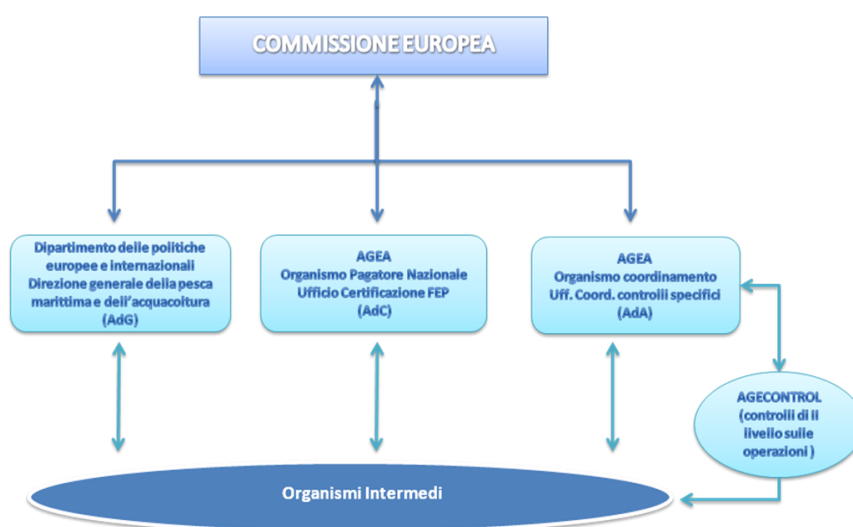 COMMISSIONE EUROPEA
Dipartimento delle politiche
europee e internazionali
Direzione generale della pesca
marittima e dell'acquacoltura
(AdG)
AGEA
Organismo Pagatore Nazionale
Ufficio Certificazione FEP
(AdC)
AGEA
Organismo coordinamento
Uff. Coord. controlli specifici
(AdA)
AGECONTROL
(controlli di II
livello sulle
operazioni )
Organismi Intermedi